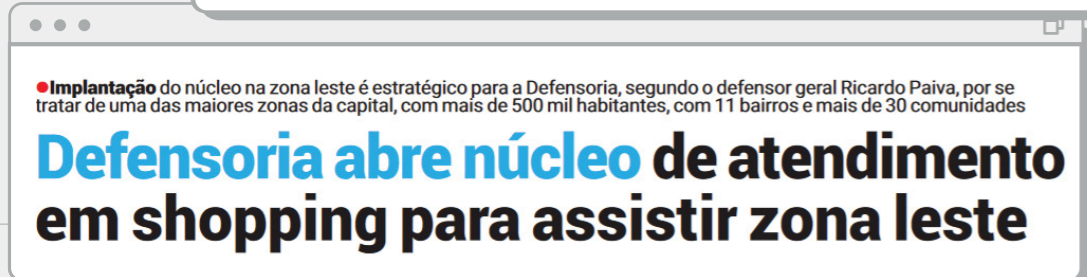 ●Implantação do núcleo na zona leste é estratégico para a Defensoria, segundo o defensor geral Ricardo Paiva, por se
tratar de uma das maiores zonas da capital, com mais de 500 mil habitantes, com 11 bairros e mais de 30 comunidades
Defensoria abre núcleo de atendimento
em shopping para assistir zona leste